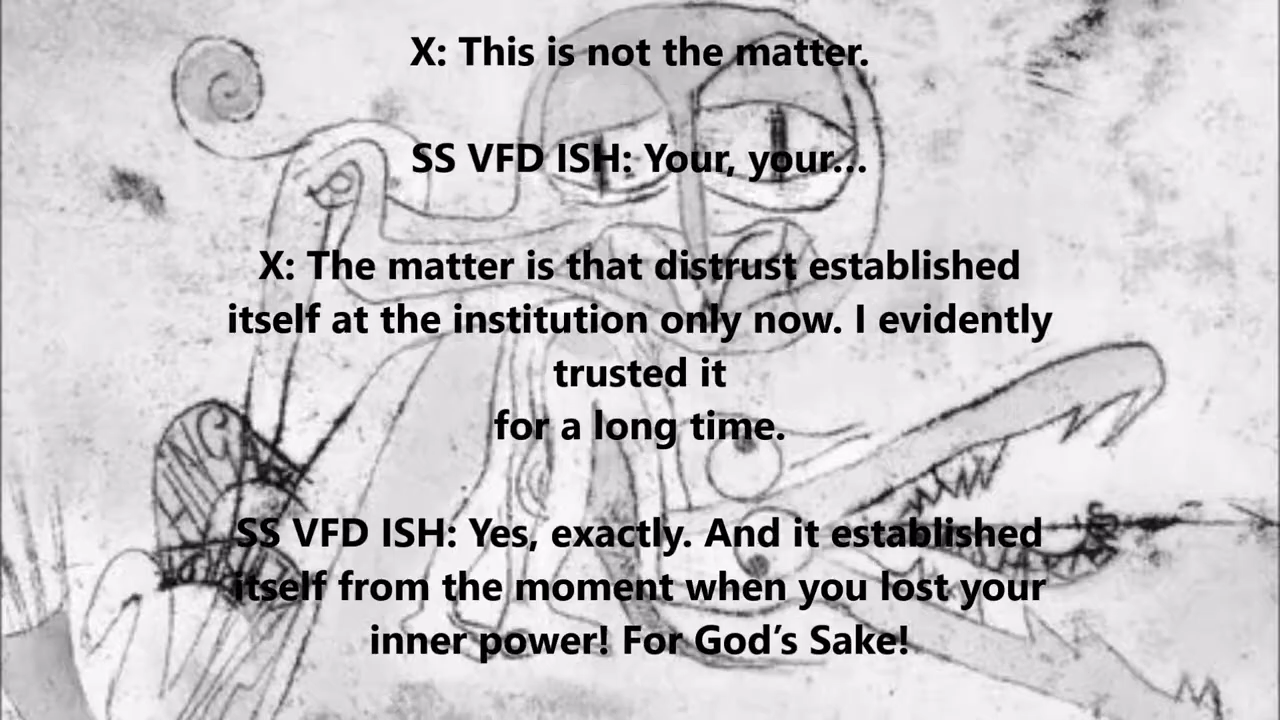 X: This is not the matter.
SS VFD ISH: Your, your...
X: The matter is that distrust established
itself at the institution only now. I evidently
trusted it
for a long time.
SS VFD ISH: Yes, exactly. And it established
itself from the moment when you lost your
inner power! For God’s Sake!